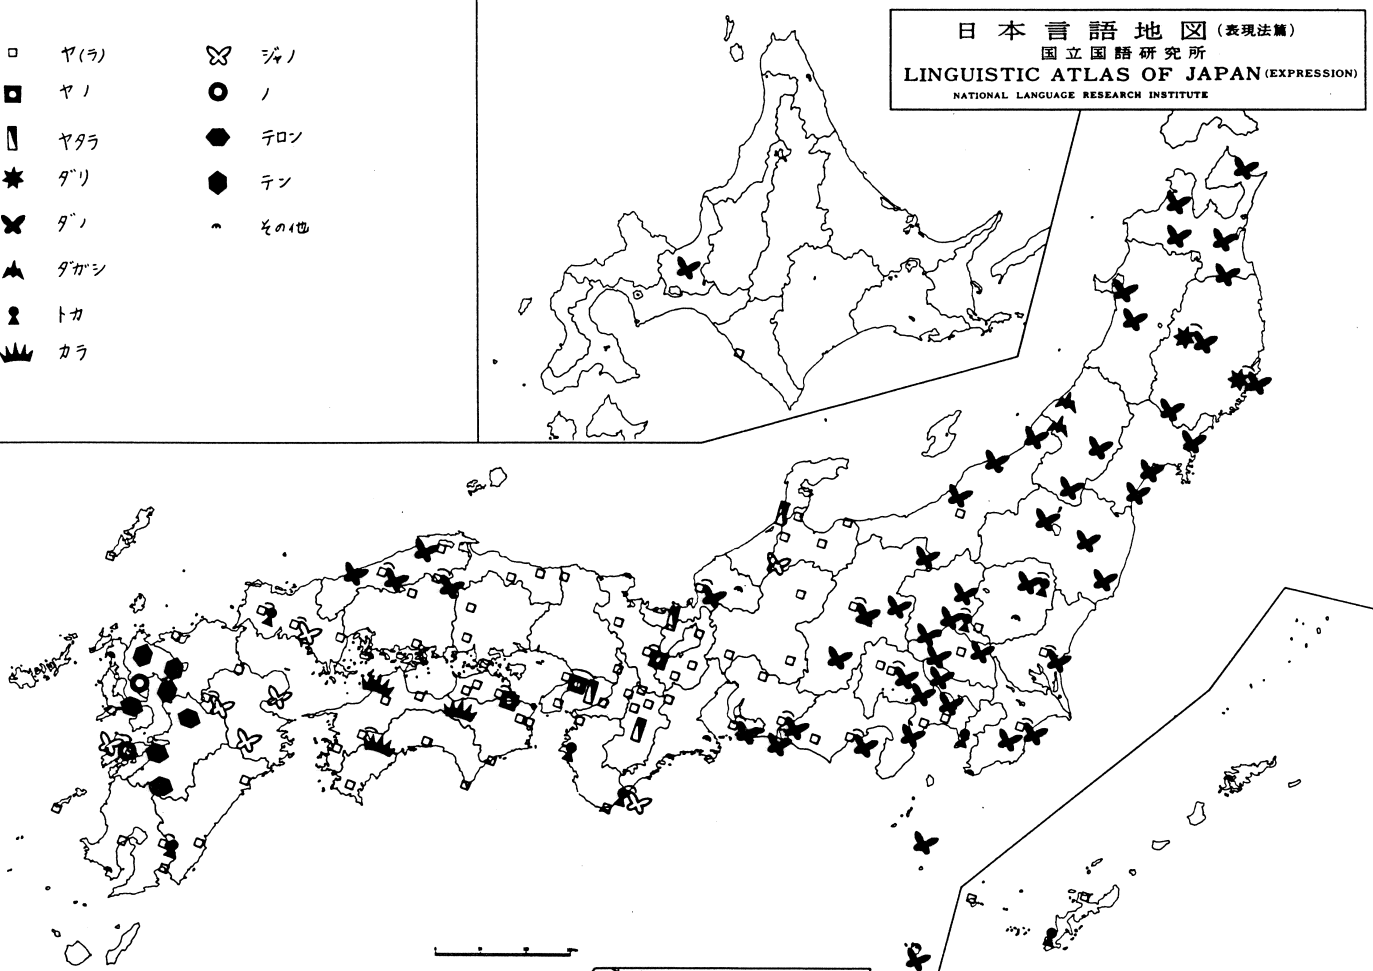 日本言語地図(表現法篇)
国立国語研究所
LINGUISTIC ATLAS OF JAPAN (EXPRESSION)
NATIONAL LANGUAGE RESEARCH INSTITUTE
ヤ(ラ)
ヤノ
ヤタラ
ダリ
ダノ
ダガシ
トカ
カラ
ジャノ
ノ
テロン
テン
その他